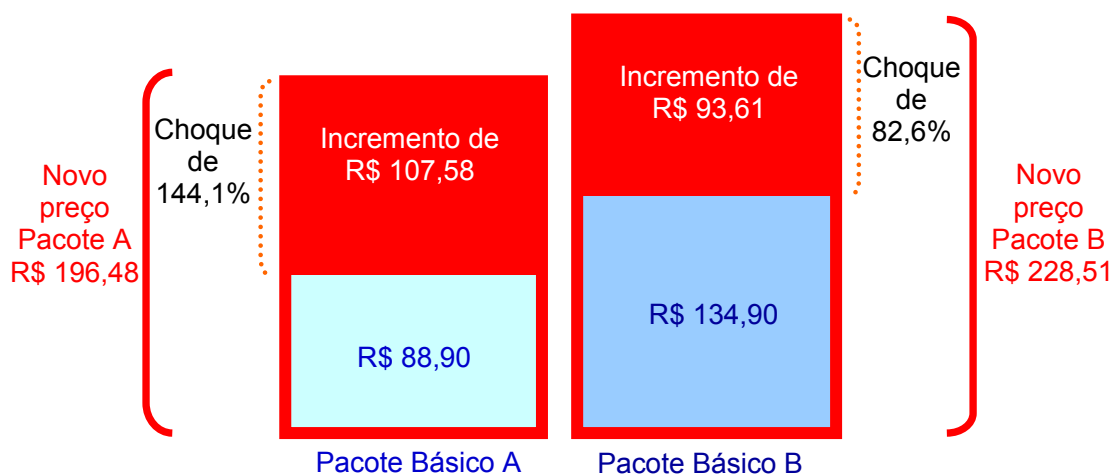 Novo
preço
Pacote A
R$ 196,48
Choque
de
144,1%
Incremento de
R$ 107,58
R$ 88,90
Pacote Básico A
Incremento de
R$ 93,61
R$ 134,90
Pacote Básico B
Choque
de
82,6%
Novo
preço
Pacote B
R$ 228,51